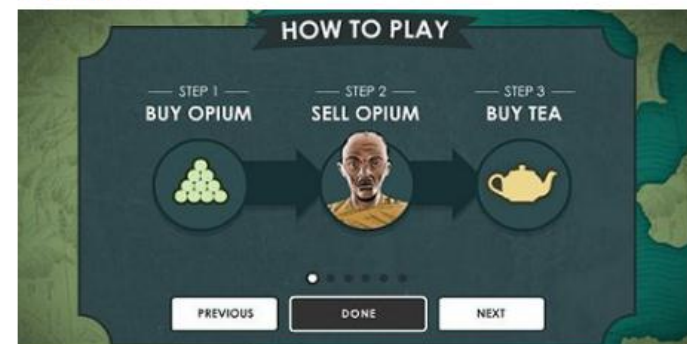 HOW TO PLAY
STEP 1
BUY OPIUM
STEP 2
SELL OPIUM
STEP 3
BUY TEA
PREVIOUS
DONE
NEXT